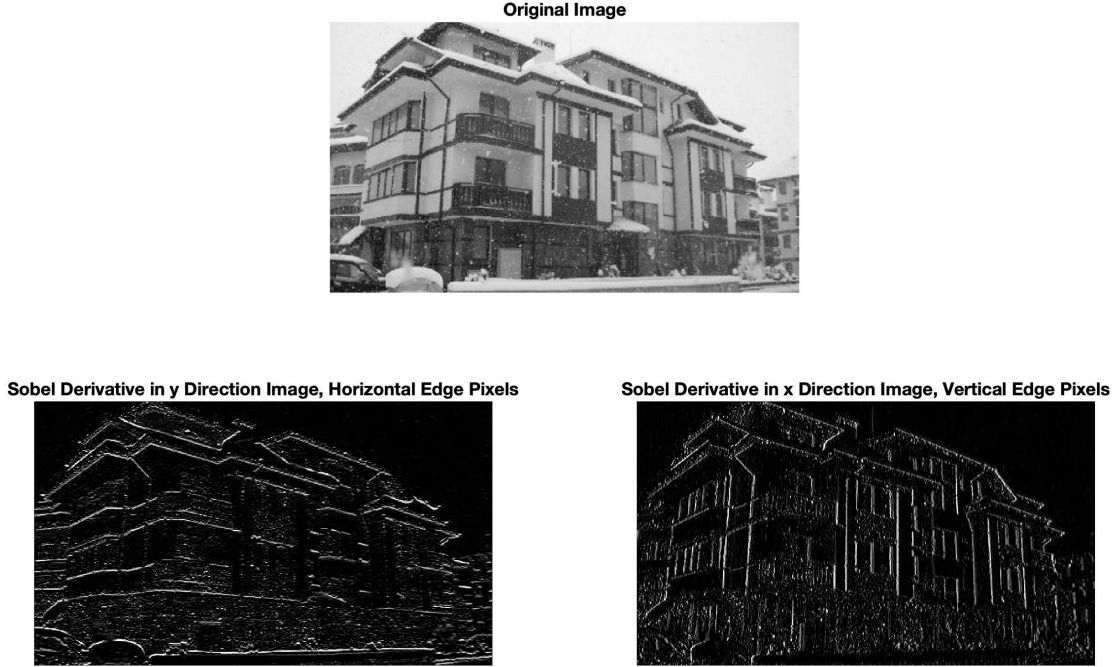 Original Image
Sobel Derivative in y Direction Image, Horizontal Edge Pixels
Sobel Derivative in x Direction Image, Vertical Edge Pixels